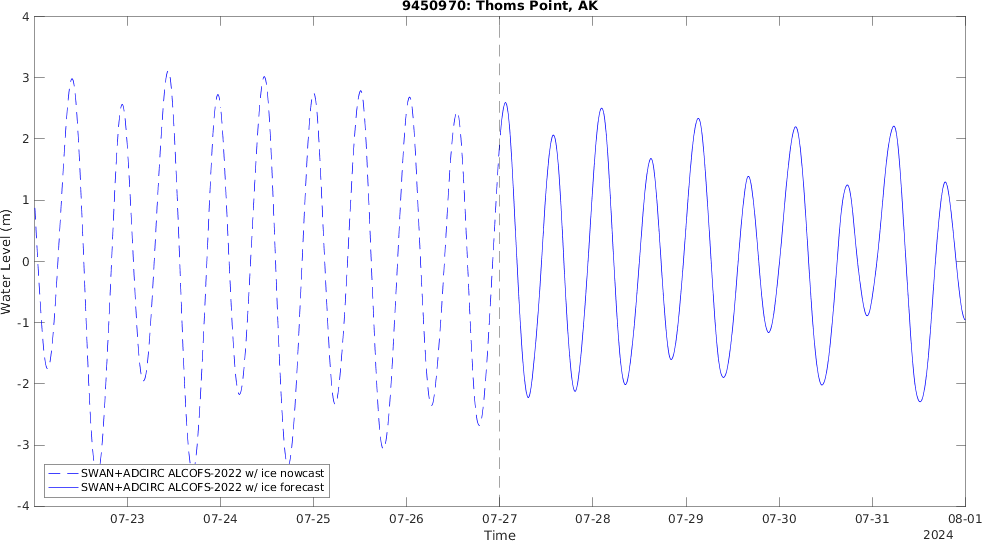 9450970: Thoms Point, AK
4
3
2
1
0
-1
-2
-3
-4
Water Level (m)
SWAN+ADCIRC ALCOFS-2022 w/ ice nowcast
SWAN+ADCIRC ALCOFS-2022 w/ ice forecast
07-23 07-24 07-25 07-26 07-27 07-28 07-29 07-30 07-31 08-01
Time
2024